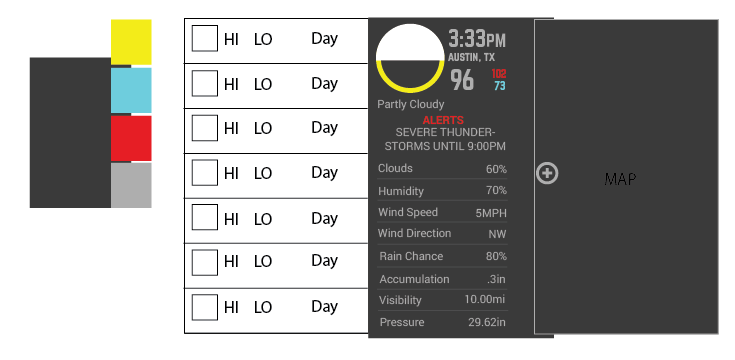 HI LO Day
HI LO Day
HI LO Day
HI LO Day
HI LO Day
HI LO Day
HI LO Day
3:33PM
AUSTIN, TX
96
102
73
Partly Cloudy
ALERTS
SEVERE THUNDER-
STORMS UNTIL 9:00PM
Clouds 60%
Humidity 70%
Wind Speed 5MPH
Wind Direction NW
Rain Chance 80%
Accumulation .3in
Visibility 10.00mi
Pressure 29.62in
MAP